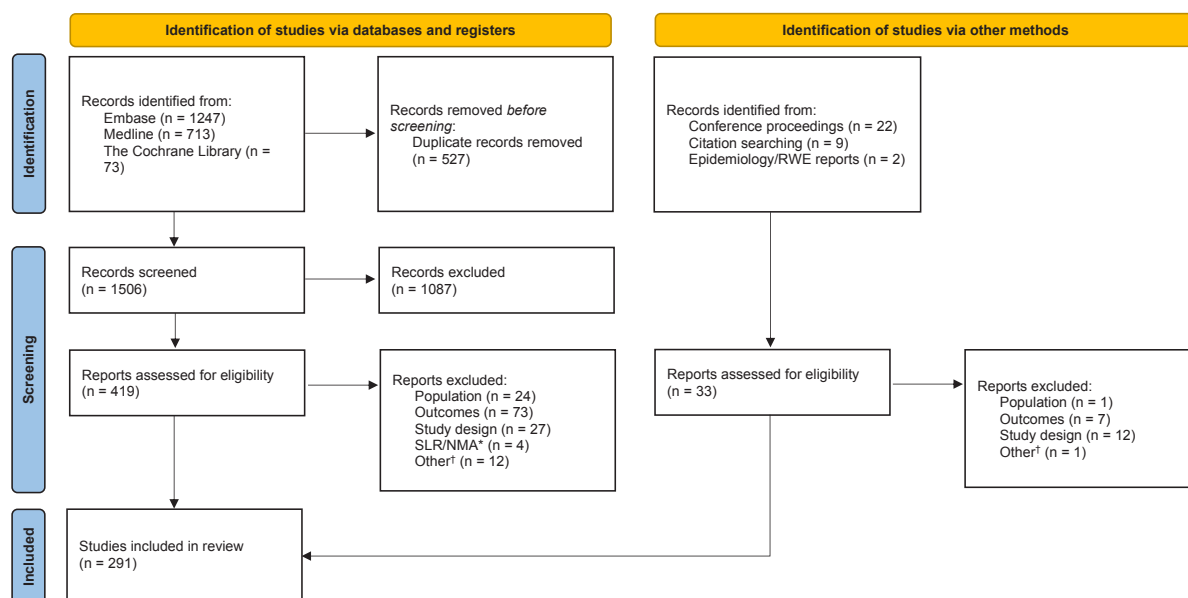 Identification of studies via databases and registers
Identification of studies via other methods
Identification
Records identified from:
Embase (n = 1247)
Medline (n = 713)
The Cochrane Library (n =
73)
Records removed before
screening:
Duplicate records removed
(n = 527)
Records identified from:
Conference proceedings (n = 22)
Citation searching (n = 9)
Epidemiology/RWE reports (n = 2)
Screening
Records screened
(n = 1506)
Records excluded
(n = 1087)
Reports assessed for eligibility
(n = 419)
Reports excluded:
Population (n = 24)
Outcomes (n = 73)
Study design (n = 27)
SLR/NMA* (n = 4)
Other† (n = 12)
Reports assessed for eligibility
(n = 33)
Reports excluded:
Population (n = 1)
Outcomes (n = 7)
Study design (n = 12)
Other† (n = 1)
Included
Studies included in review
(n = 291)